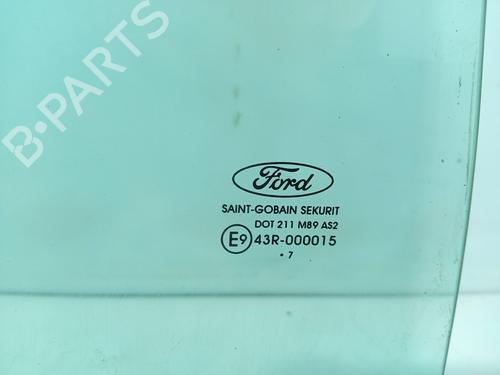 B-PARTS
Ford
SAINT-GOBAIN SEKURIT
DOT 211 M89 AS2
E9 43R-000015
• 7